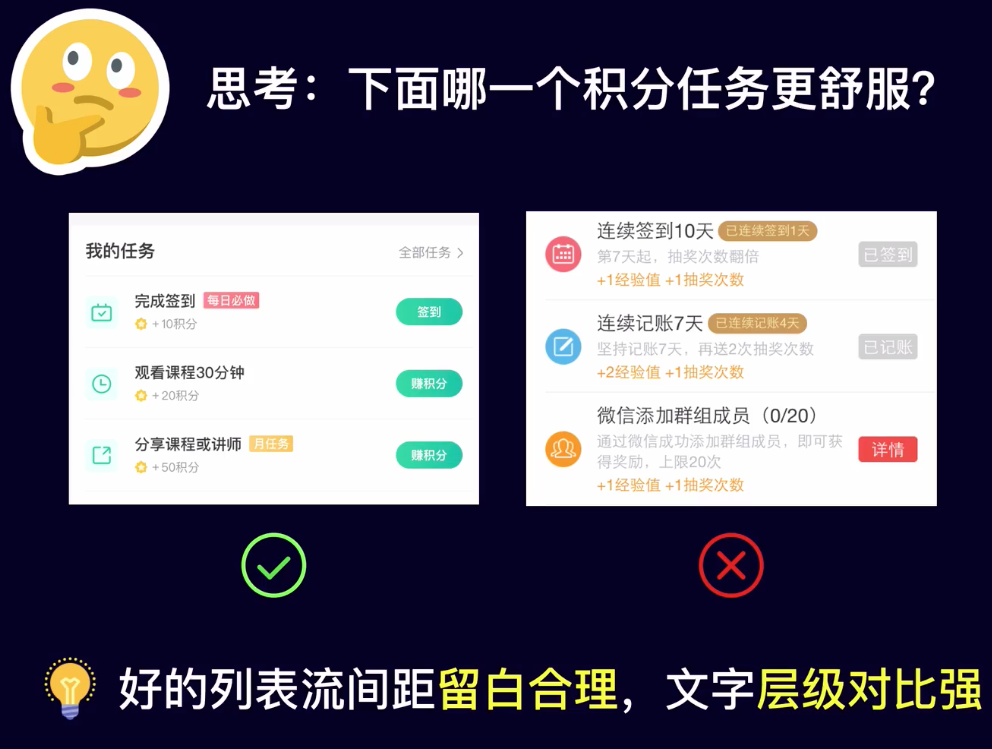 思考：下面哪一个积分任务更舒服？
我的任务 全部任务 >
完成签到 每日必做
+10积分
签到
观看课程30分钟
+20积分
赚积分
分享课程或讲师 月任务
+50积分
赚积分
连续签到10天 已连续签到1天
第7天起，抽奖次数翻倍
+1经验值 +1抽奖次数
已签到
连续记账7天 已连续记账4天
坚持记账7天，再送2次抽奖次数
+2经验值 +1抽奖次数
已记账
微信添加群组成员（0/20）
通过微信成功添加群组成员，即可获
得奖励，上限20次
+1经验值 +1抽奖次数
详情
好的列表流间距留白合理，文字层级对比强